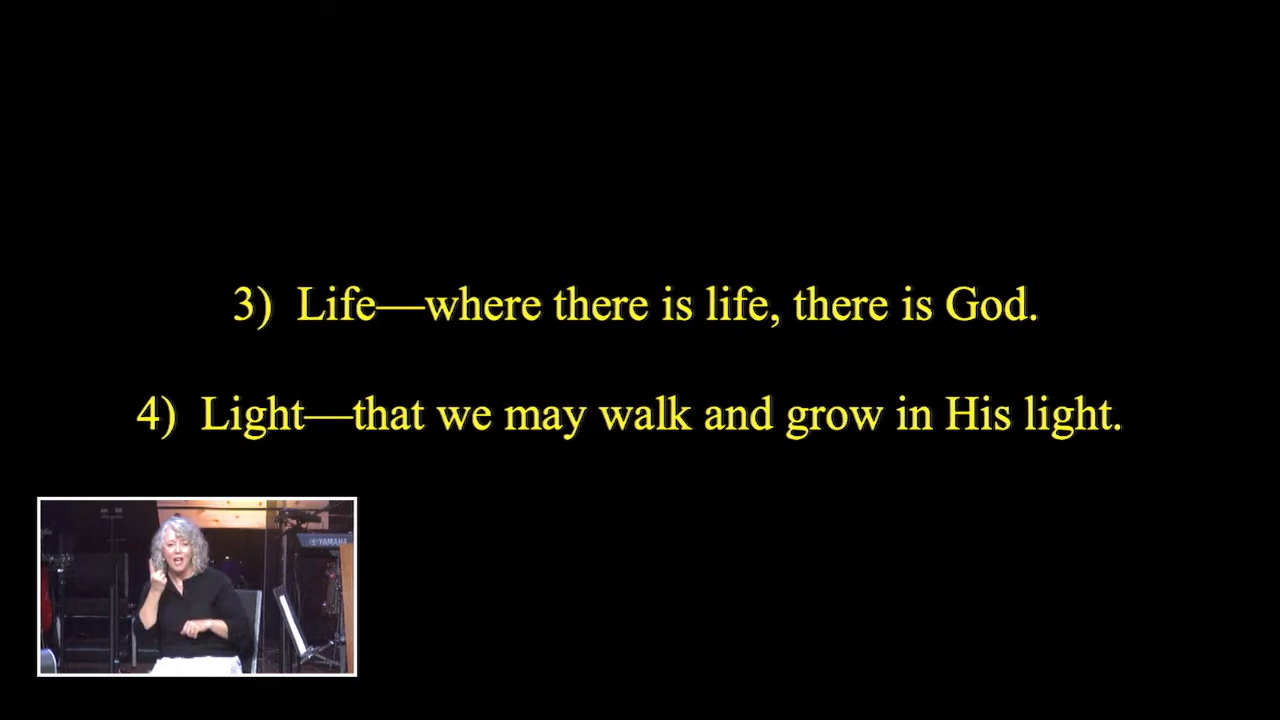 3) Life—where there is life, there is God.
4) Light—that we may walk and grow in His light.
YAMAHA